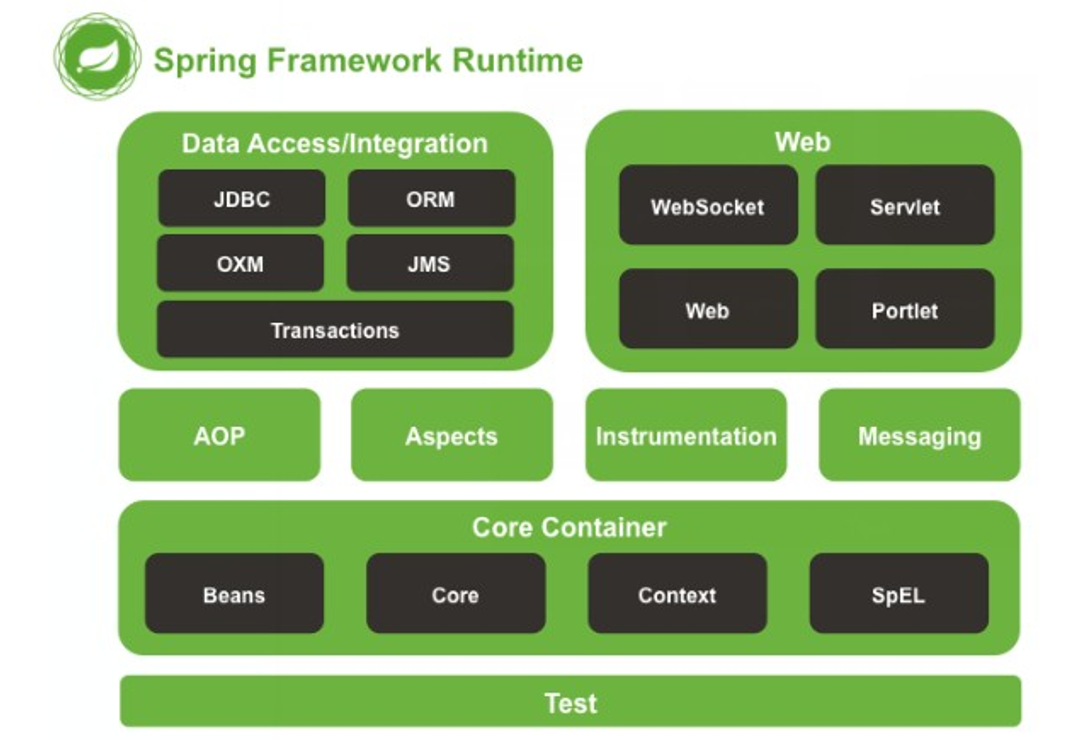 Spring Framework Runtime
Data Access/Integration
JDBC
ORM
OXM
JMS
Transactions
Web
WebSocket
Servlet
Web
Portlet
AOP
Aspects
Instrumentation
Messaging
Core Container
Beans
Core
Context
SpEL
Test